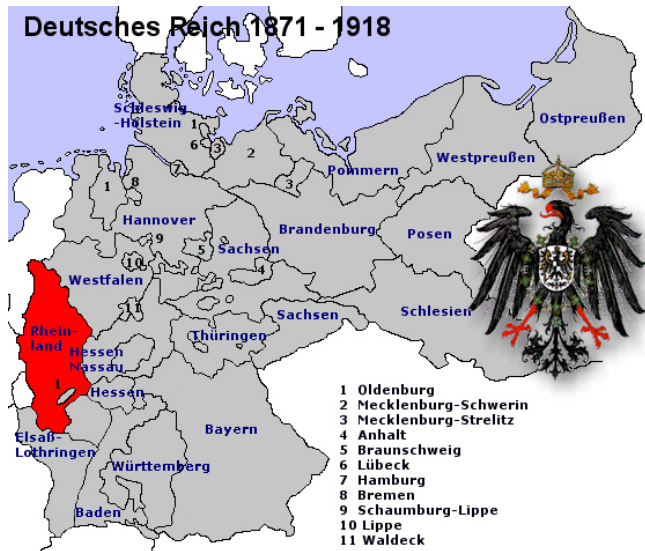 Deutsches Reich 1871 - 1918
Schleswig
-Holstein
1
6
3
2
7
Ostpreußen
Pommern
Westpreußen
3
1
8
Hannover
9
5
Sachsen
Brandenburg
Posen
10
4
Westfalen
11
Sachsen
Schlesien
Rhein-
land
Thüringen
Hessen
Nassau
1
Hessen
Elsaß-
Lothringen
Bayern
Württemberg
Baden
1 Oldenburg
2 Mecklenburg-Schwerin
3 Mecklenburg-Strelitz
4 Anhalt
5 Braunschweig
6 Lübeck
7 Hamburg
8 Bremen
9 Schaumburg-Lippe
10 Lippe
11 Waldeck